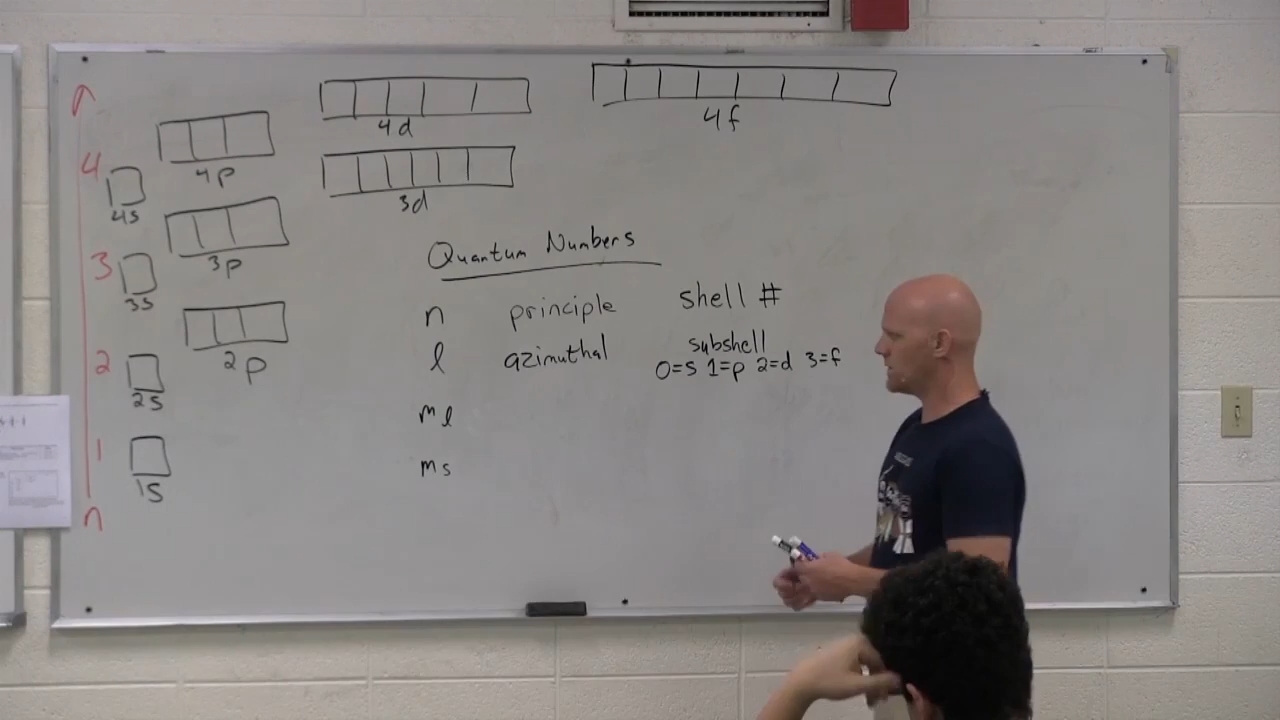 4d
4f
4
4p
4s
3d
3
3p
3s
Quantum Numbers
n principle shell #
l azimuthal subshell
0=s 1=p 2=d 3=f
2
2p
2s
ml
ms
1
1s
n